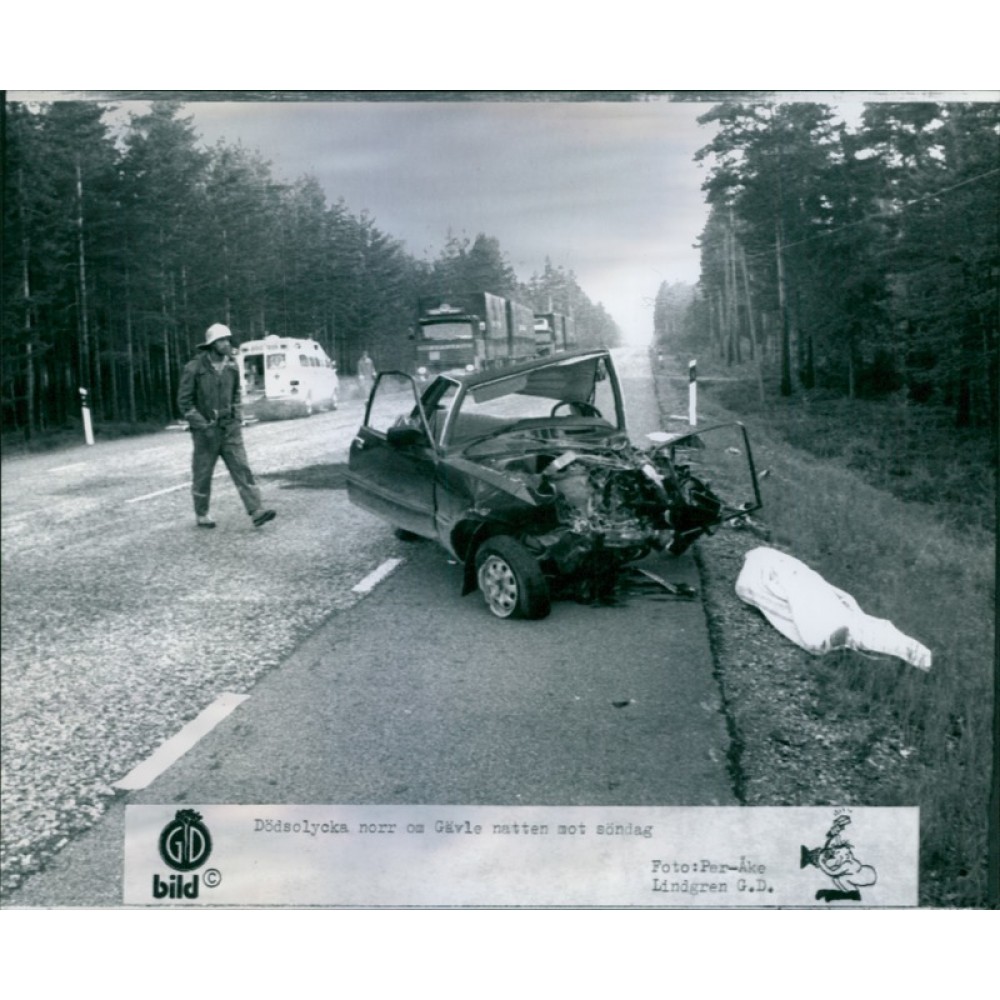 Dödsolycka norr om Gävle natten mot söndag
GD
bild ©
Foto:Per-Åke
Lindgren G.D.